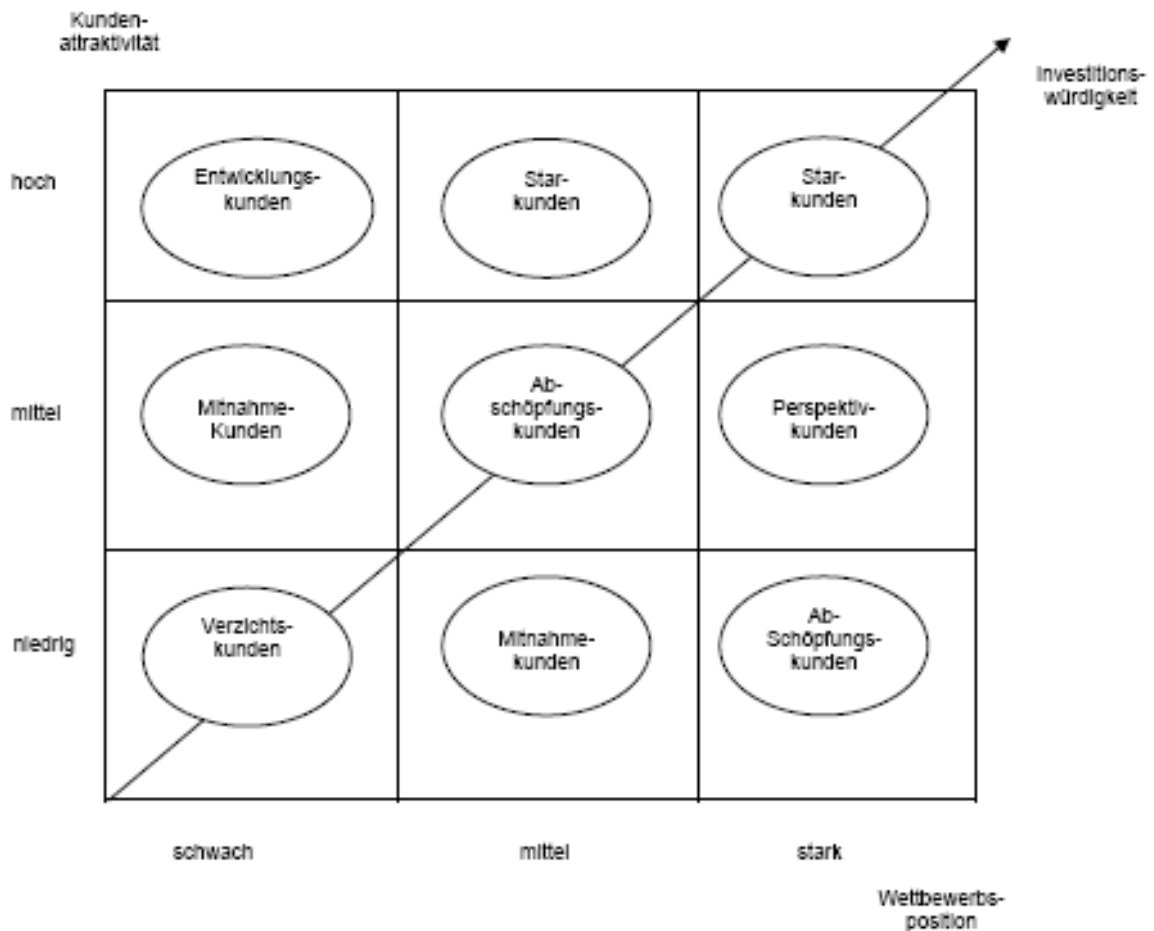 Kunden-
attraktivität
Investitions-
würdigkeit
hoch
Entwicklungs-
kunden
Star-
kunden
Star-
kunden
mittel
Mitnahme-
Kunden
Ab-
schöpfungs-
kunden
Perspektiv-
kunden
niedrig
Verzichts-
kunden
Mitnahme-
kunden
Ab-
Schöpfungs-
kunden
schwach
mittel
stark
Wettbewerbs-
position